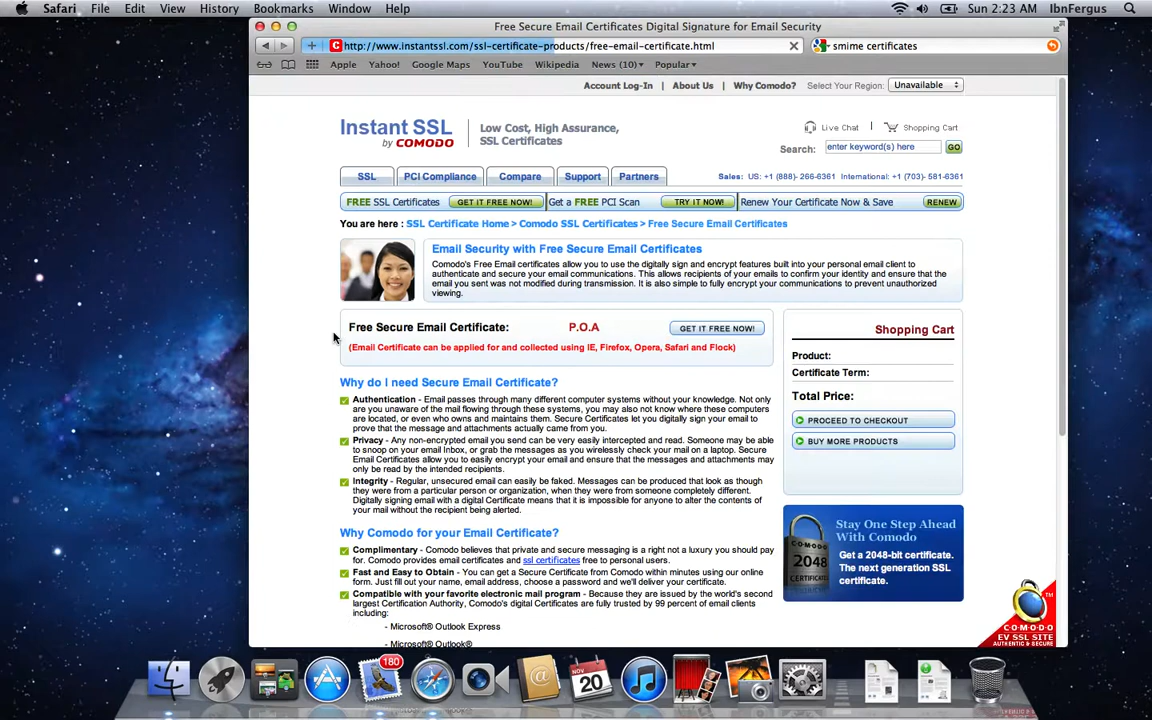 Safari File Edit View History Bookmarks Window Help Sun 2:23 AM IbnFergus
Free Secure Email Certificates Digital Signature for Email Security
http://www.instantssl.com/ssl-certificate-products/free-email-certificate.html smime certificates
Apple Yahoo! Google Maps YouTube Wikipedia News (10) Popular
Account Log-In | About Us | Why Comodo? Select Your Region: Unavailable
Instant SSL
by COMODO
Low Cost, High Assurance,
SSL Certificates
Live Chat | Shopping Cart
Search: enter keyword(s) here GO
SSL PCI Compliance Compare Support Partners
Sales: US: +1 (888)- 266-6361 International: +1 (703)- 581-6361
FREE SSL Certificates GET IT FREE NOW! Get a FREE PCI Scan TRY IT NOW! Renew Your Certificate Now & Save RENEW
You are here : SSL Certificate Home > Comodo SSL Certificates > Free Secure Email Certificates
Email Security with Free Secure Email Certificates
Comodo's Free Email certificates allow you to use the digitally sign and encrypt features built into your personal email client to
authenticate and secure your email communications. This allows recipients of your emails to confirm your identity and ensure that the
email you sent was not modified during transmission. It is also simple to fully encrypt your communications to prevent unauthorized
viewing.
Free Secure Email Certificate: P.O.A GET IT FREE NOW!
(Email Certificate can be applied for and collected using IE, Firefox, Opera, Safari and Flock)
Why do I need Secure Email Certificate?
Authentication - Email passes through many different computer systems without your knowledge. Not only
are you unaware of the mail flowing through these systems, you may also not know where these computers
are located, or even who owns and maintains them. Secure Certificates let you digitally sign your email to
prove that the message and attachments actually came from you.
Privacy - Any non-encrypted email you send can be very easily intercepted and read. Someone may be able
to snoop on your email Inbox, or grab the messages as you wirelessly check your mail on a laptop. Secure
Email Certificates allow you to easily encrypt your email and ensure that the messages and attachments may
only be read by the intended recipients.
Integrity - Regular, unsecured email can easily be faked. Messages can be produced that look as though
they were from a particular person or organization, when they were from someone completely different.
Digitally signing email with a digital Certificate means that it is impossible for anyone to alter the contents of
your mail without the recipient being alerted.
Why Comodo for your Email Certificate?
Complimentary - Comodo believes that private and secure messaging is a right not a luxury you should pay
for. Comodo provides email certificates and ssl certificates free to personal users.
Fast and Easy to Obtain - You can get a Secure Certificate from Comodo within minutes using our online
form. Just fill out your name, email address, choose a password and we'll deliver your certificate.
Compatible with your favorite electronic mail program - Because they are issued by the world's second
largest Certification Authority, Comodo's digital Certificates are fully trusted by 99 percent of email clients
including:
- Microsoft® Outlook Express
- Microsoft® Outlook®
Shopping Cart
Product:
Certificate Term:
Total Price:
PROCEED TO CHECKOUT
BUY MORE PRODUCTS
COMODO
2048
CERTIFICATES
Stay One Step Ahead
With Comodo
Get a 2048-bit certificate.
The next generation SSL
certificate.
TM
COMODO
EV SSL SITE
AUTHENTIC & SECURE
180
NOV
20